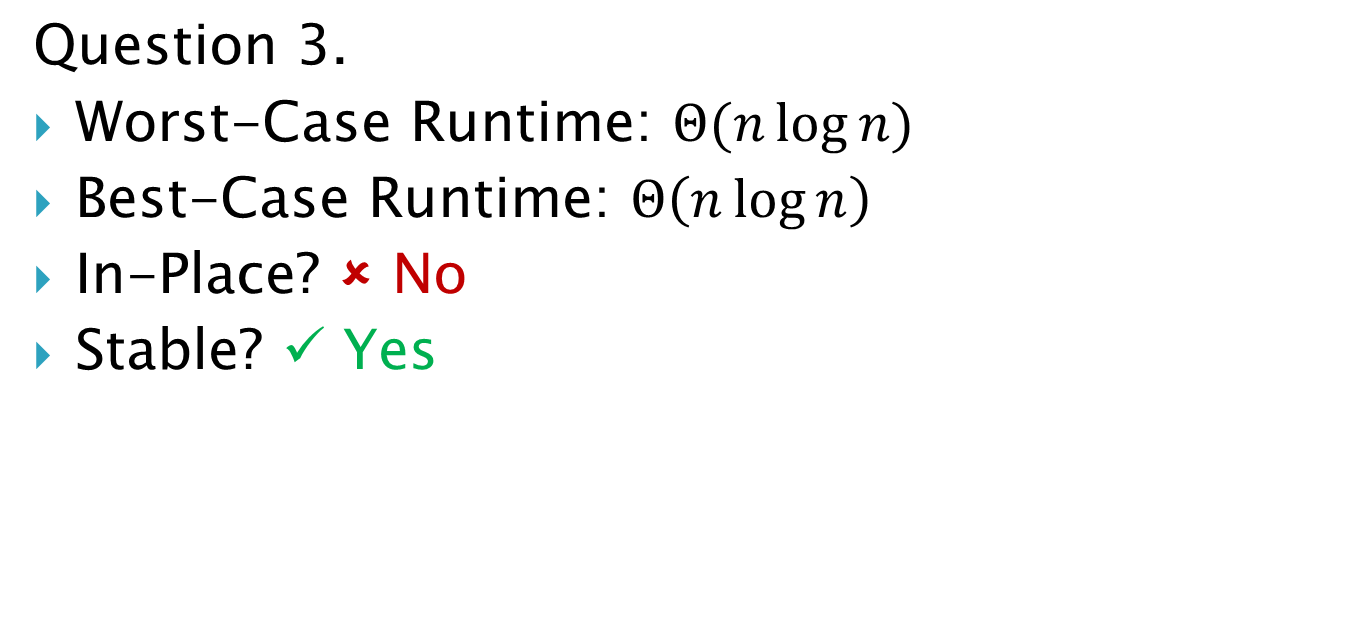 Question 3.
Worst-Case Runtime: Θ(n log n)
Best-Case Runtime: Θ(n log n)
In-Place? ✘ No
Stable? ✓ Yes